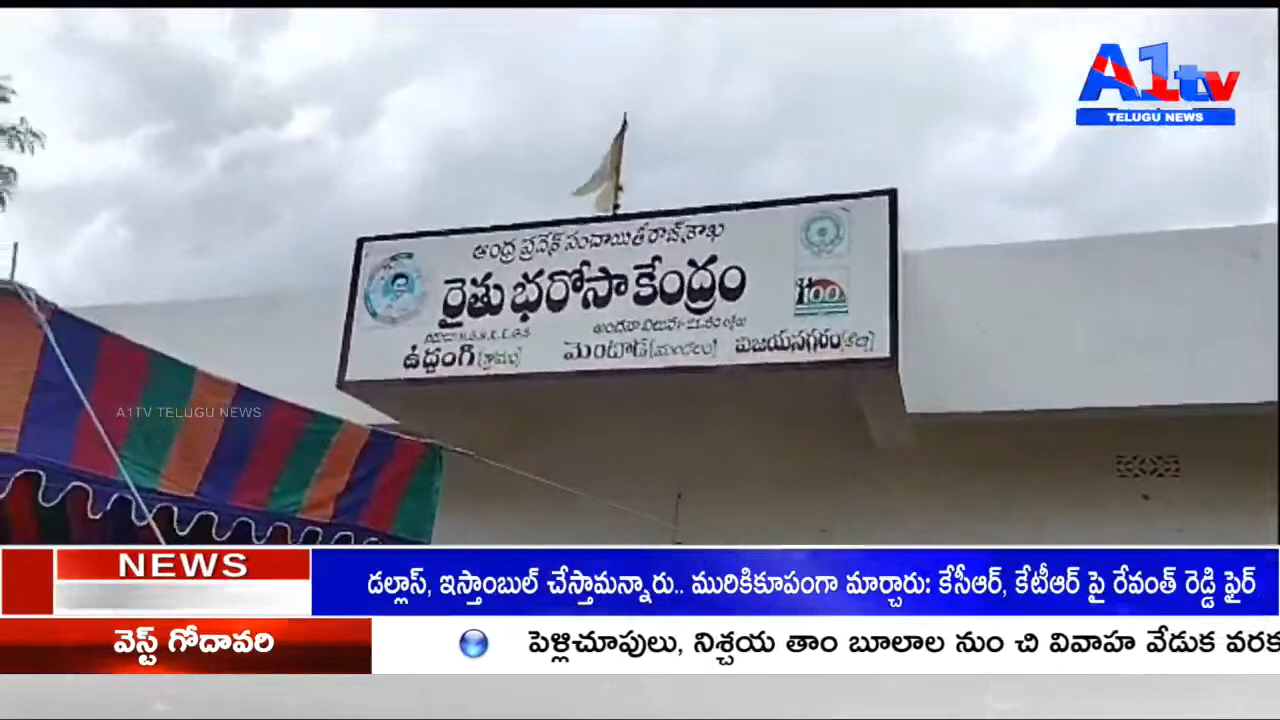 A1tv
TELUGU NEWS
ఆంధ్ర ప్రదేశ్ పంచాయితీ రాజ్ శాఖ
రైతు భరోసా కేంద్రం
అంచనా విలువ:
ఉద్దంగి (గ్రామం) మెంటాడ (మండలం) విజయనగరం (జిల్లా)
A1TV TELUGU NEWS
NEWS
డల్లాస్, ఇస్తాంబుల్ చేస్తామన్నారు.. మురికికూపంగా మార్చారు: కేసీఆర్, కేటీఆర్ పై రేవంత్ రెడ్డి ఫైర్
వెస్ట్ గోదావరి
పెళ్లిచూపులు, నిశ్చయ తాం బూలాల నుం చి వివాహ వేడుక వరక